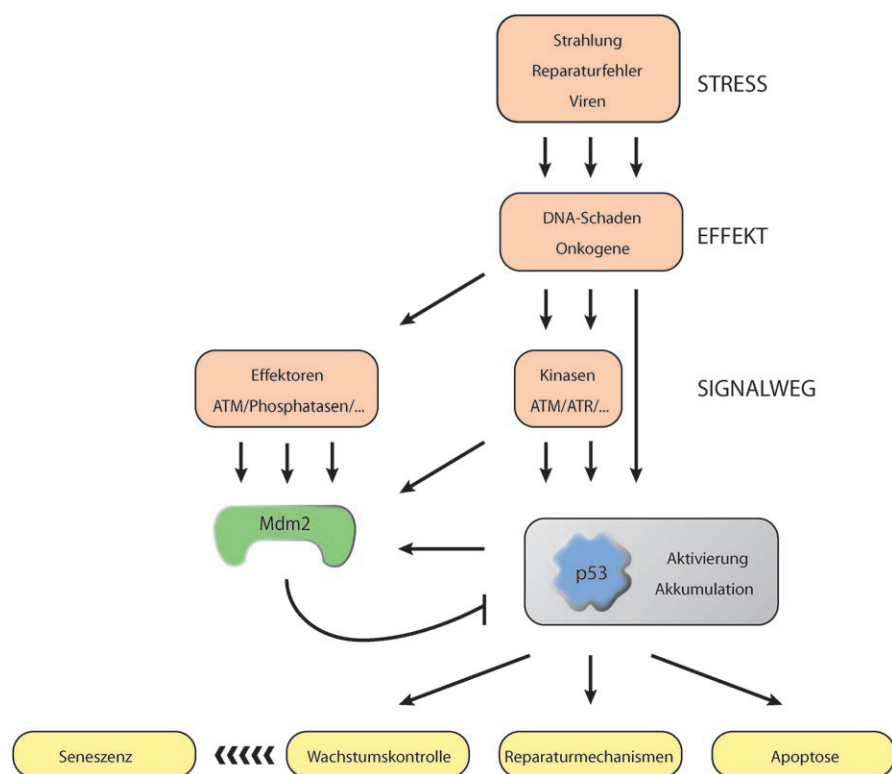 Strahlung
Reparaturfehler
Viren
STRESS
DNA-Schaden
Onkogene
EFFEKT
Effektoren
ATM/Phosphatasen/...
Kinasen
ATM/ATR/...
SIGNALWEG
Mdm2
p53
Aktivierung
Akkumulation
Seneszenz
Wachstumskontrolle
Reparaturmechanismen
Apoptose